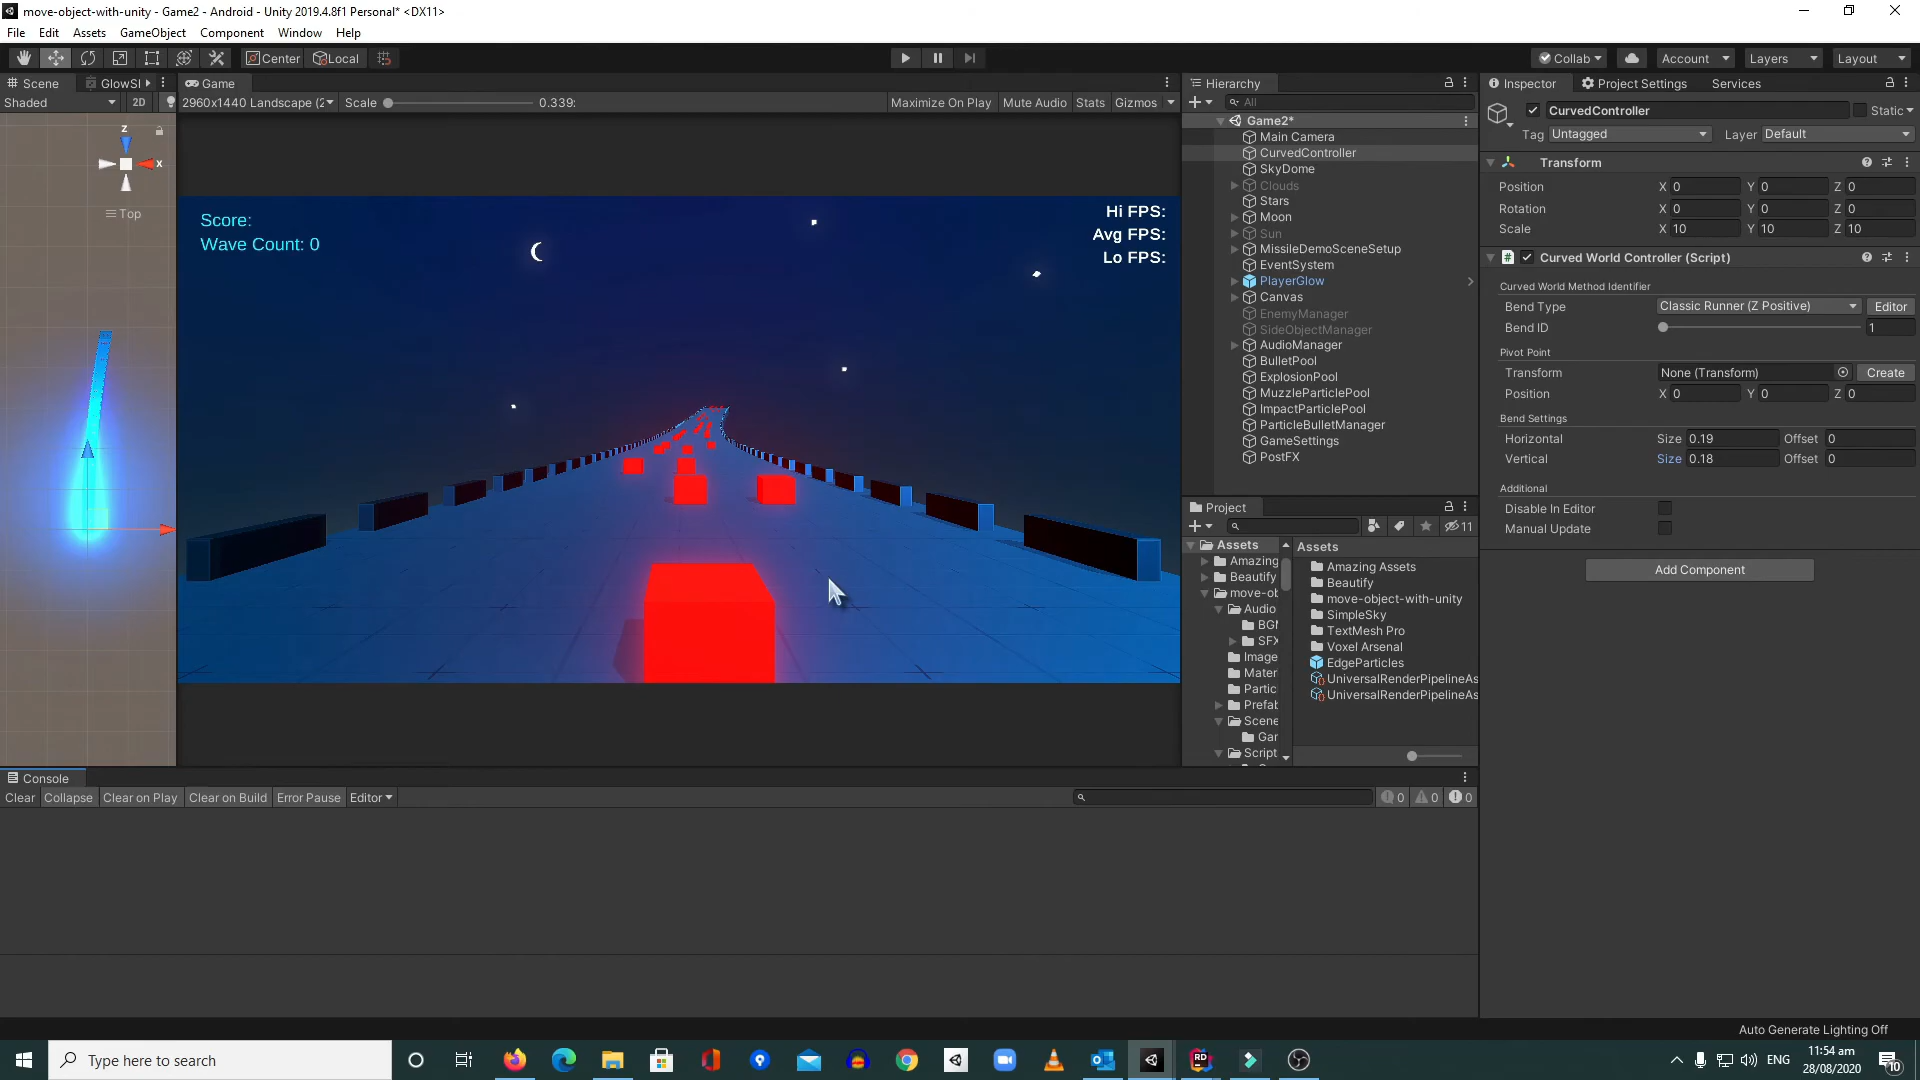 move-object-with-unity - Game2 - Android - Unity 2019.4.8f1 Personal* <DX11>
File Edit Assets GameObject Component Window Help
Center Local Collab Account Layers Layout
Scene GlowSl Game
Shaded 2D 2960x1440 Landscape (2 Scale 0.339: Maximize On Play Mute Audio Stats Gizmos
z
x
Top
Score:
Wave Count: 0
Hi FPS:
Avg FPS:
Lo FPS:
Hierarchy
All
Game2*
Main Camera
CurvedController
SkyDome
Clouds
Stars
Moon
Sun
MissileDemoSceneSetup
EventSystem
PlayerGlow
Canvas
EnemyManager
SideObjectManager
AudioManager
BulletPool
ExplosionPool
MuzzleParticlePool
ImpactParticlePool
ParticleBulletManager
GameSettings
PostFX
Project
11
Assets
Amazing
Beautify
move-ob
Audio
BGM
SFX
Image
Mater
Partic
Prefab
Scene
Gar
Script
Assets
Amazing Assets
Beautify
move-object-with-unity
SimpleSky
TextMesh Pro
Voxel Arsenal
EdgeParticles
UniversalRenderPipelineAs
UniversalRenderPipelineAs
Inspector Project Settings Services
CurvedController Static
Tag Untagged Layer Default
Transform
Position X 0 Y 0 Z 0
Rotation X 0 Y 0 Z 0
Scale X 10 Y 10 Z 10
# Curved World Controller (Script)
Curved World Method Identifier
Bend Type Classic Runner (Z Positive) Editor
Bend ID 1
Pivot Point
Transform None (Transform) Create
Position X 0 Y 0 Z 0
Bend Settings
Horizontal Size 0.19 Offset 0
Vertical Size 0.18 Offset 0
Additional
Disable In Editor
Manual Update
Add Component
Console
Clear Collapse Clear on Play Clear on Build Error Pause Editor 0 0 0
Auto Generate Lighting Off
Type here to search
RD
ENG
11:54 am
28/08/2020
10